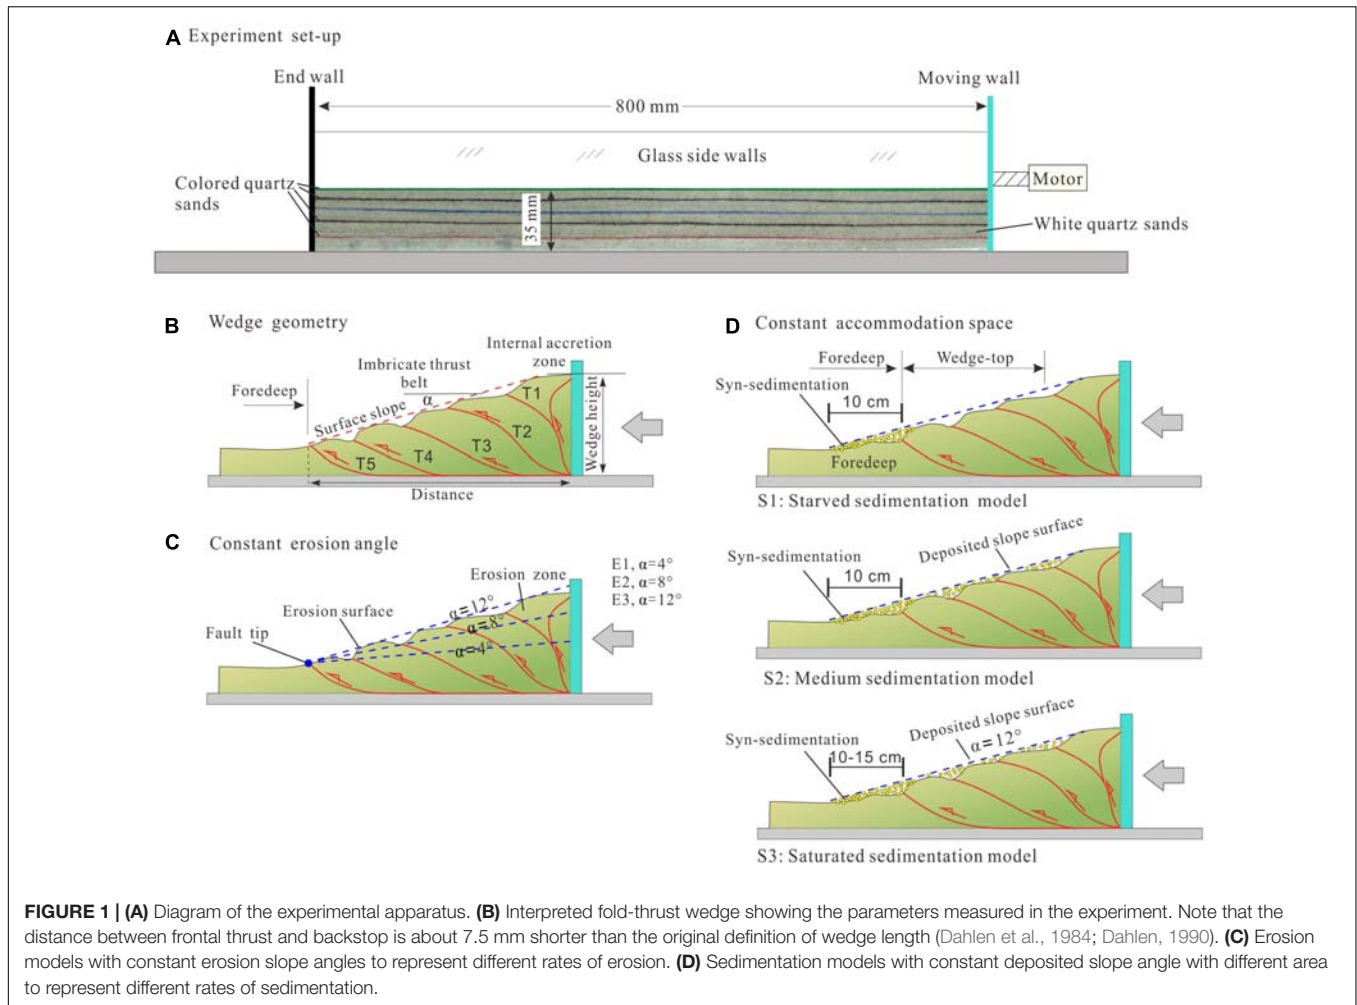 A Experiment set-up
End wall
Moving wall
800 mm
Glass side walls
Colored quartz
sands
35 mm
Motor
White quartz sands
B Wedge geometry
Internal accretion
zone
Imbricate thrust
belt
Foredeep
α
Surface slope
T1
T2
T3
T4
T5
Wedge height
Distance
C Constant erosion angle
Erosion zone
E1, α=4°
E2, α=8°
E3, α=12°
Erosion surface
α=12°
α=8°
α=4°
Fault tip
D Constant accommodation space
Foredeep
Wedge-top
Syn-sedimentation
10 cm
Foredeep
S1: Starved sedimentation model
Deposited slope surface
Syn-sedimentation
10 cm
S2: Medium sedimentation model
Deposited slope surface
α=12°
Syn-sedimentation
10-15 cm
S3: Saturated sedimentation model
FIGURE 1 | (A) Diagram of the experimental apparatus. (B) Interpreted fold-thrust wedge showing the parameters measured in the experiment. Note that the
distance between frontal thrust and backstop is about 7.5 mm shorter than the original definition of wedge length (Dahlen et al., 1984; Dahlen, 1990). (C) Erosion
models with constant erosion slope angles to represent different rates of erosion. (D) Sedimentation models with constant deposited slope angle with different area
to represent different rates of sedimentation.